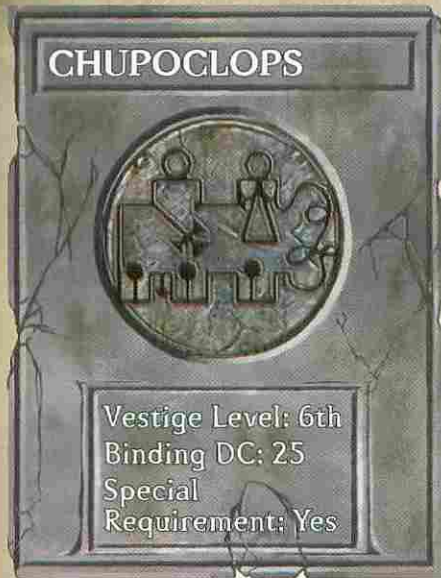 CHUPOCLOPS
Vestige Level: 6th
Binding DC: 25
Special
Requirement: Yes